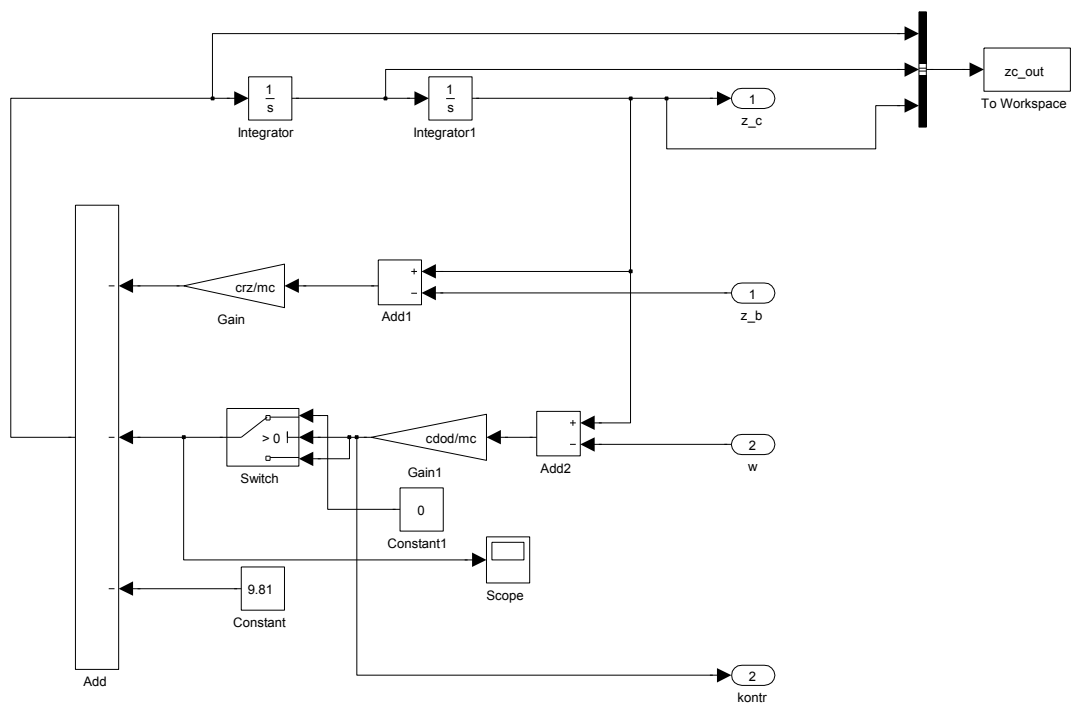 1
s
Integrator
1
s
Integrator1
1
z_c
zc_out
To Workspace
−
crz/mc
Gain
+
−
Add1
1
z_b
−
> 0
Switch
cdod/mc
Gain1
+
−
Add2
2
w
0
Constant1
Scope
−
9.81
Constant
Add
2
kontr